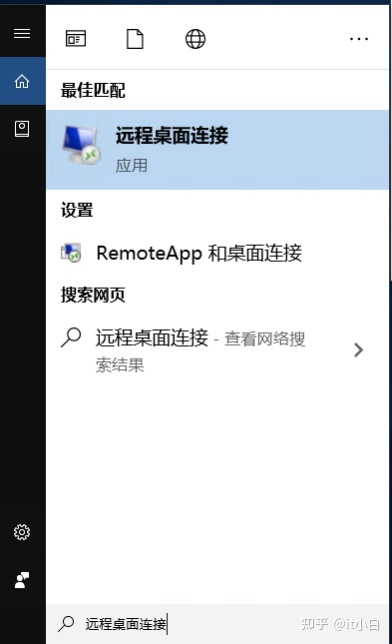 最佳匹配
远程桌面连接
应用
设置
RemoteApp 和桌面连接
搜索网页
远程桌面连接 - 查看网络搜
索结果
远程桌面连接
知乎 @it小白